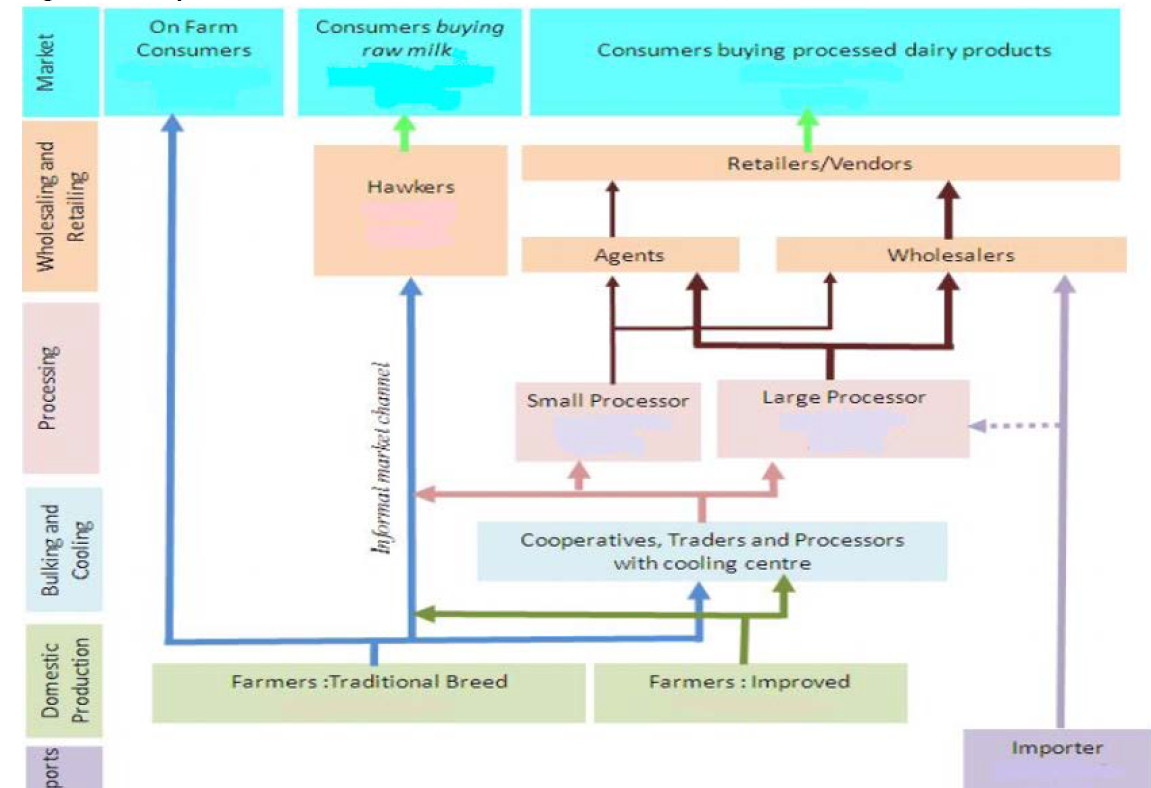 Market
On Farm
Consumers
Consumers buying
raw milk
Consumers buying processed dairy products
Wholesaling and
Retailing
Hawkers
Retailers/Vendors
Agents
Wholesalers
Processing
Informal market channel
Small Processor
Large Processor
Bulking and
Cooling
Cooperatives, Traders and Processors
with cooling centre
Domestic
Production
Farmers :Traditional Breed
Farmers : Improved
ports
Importer